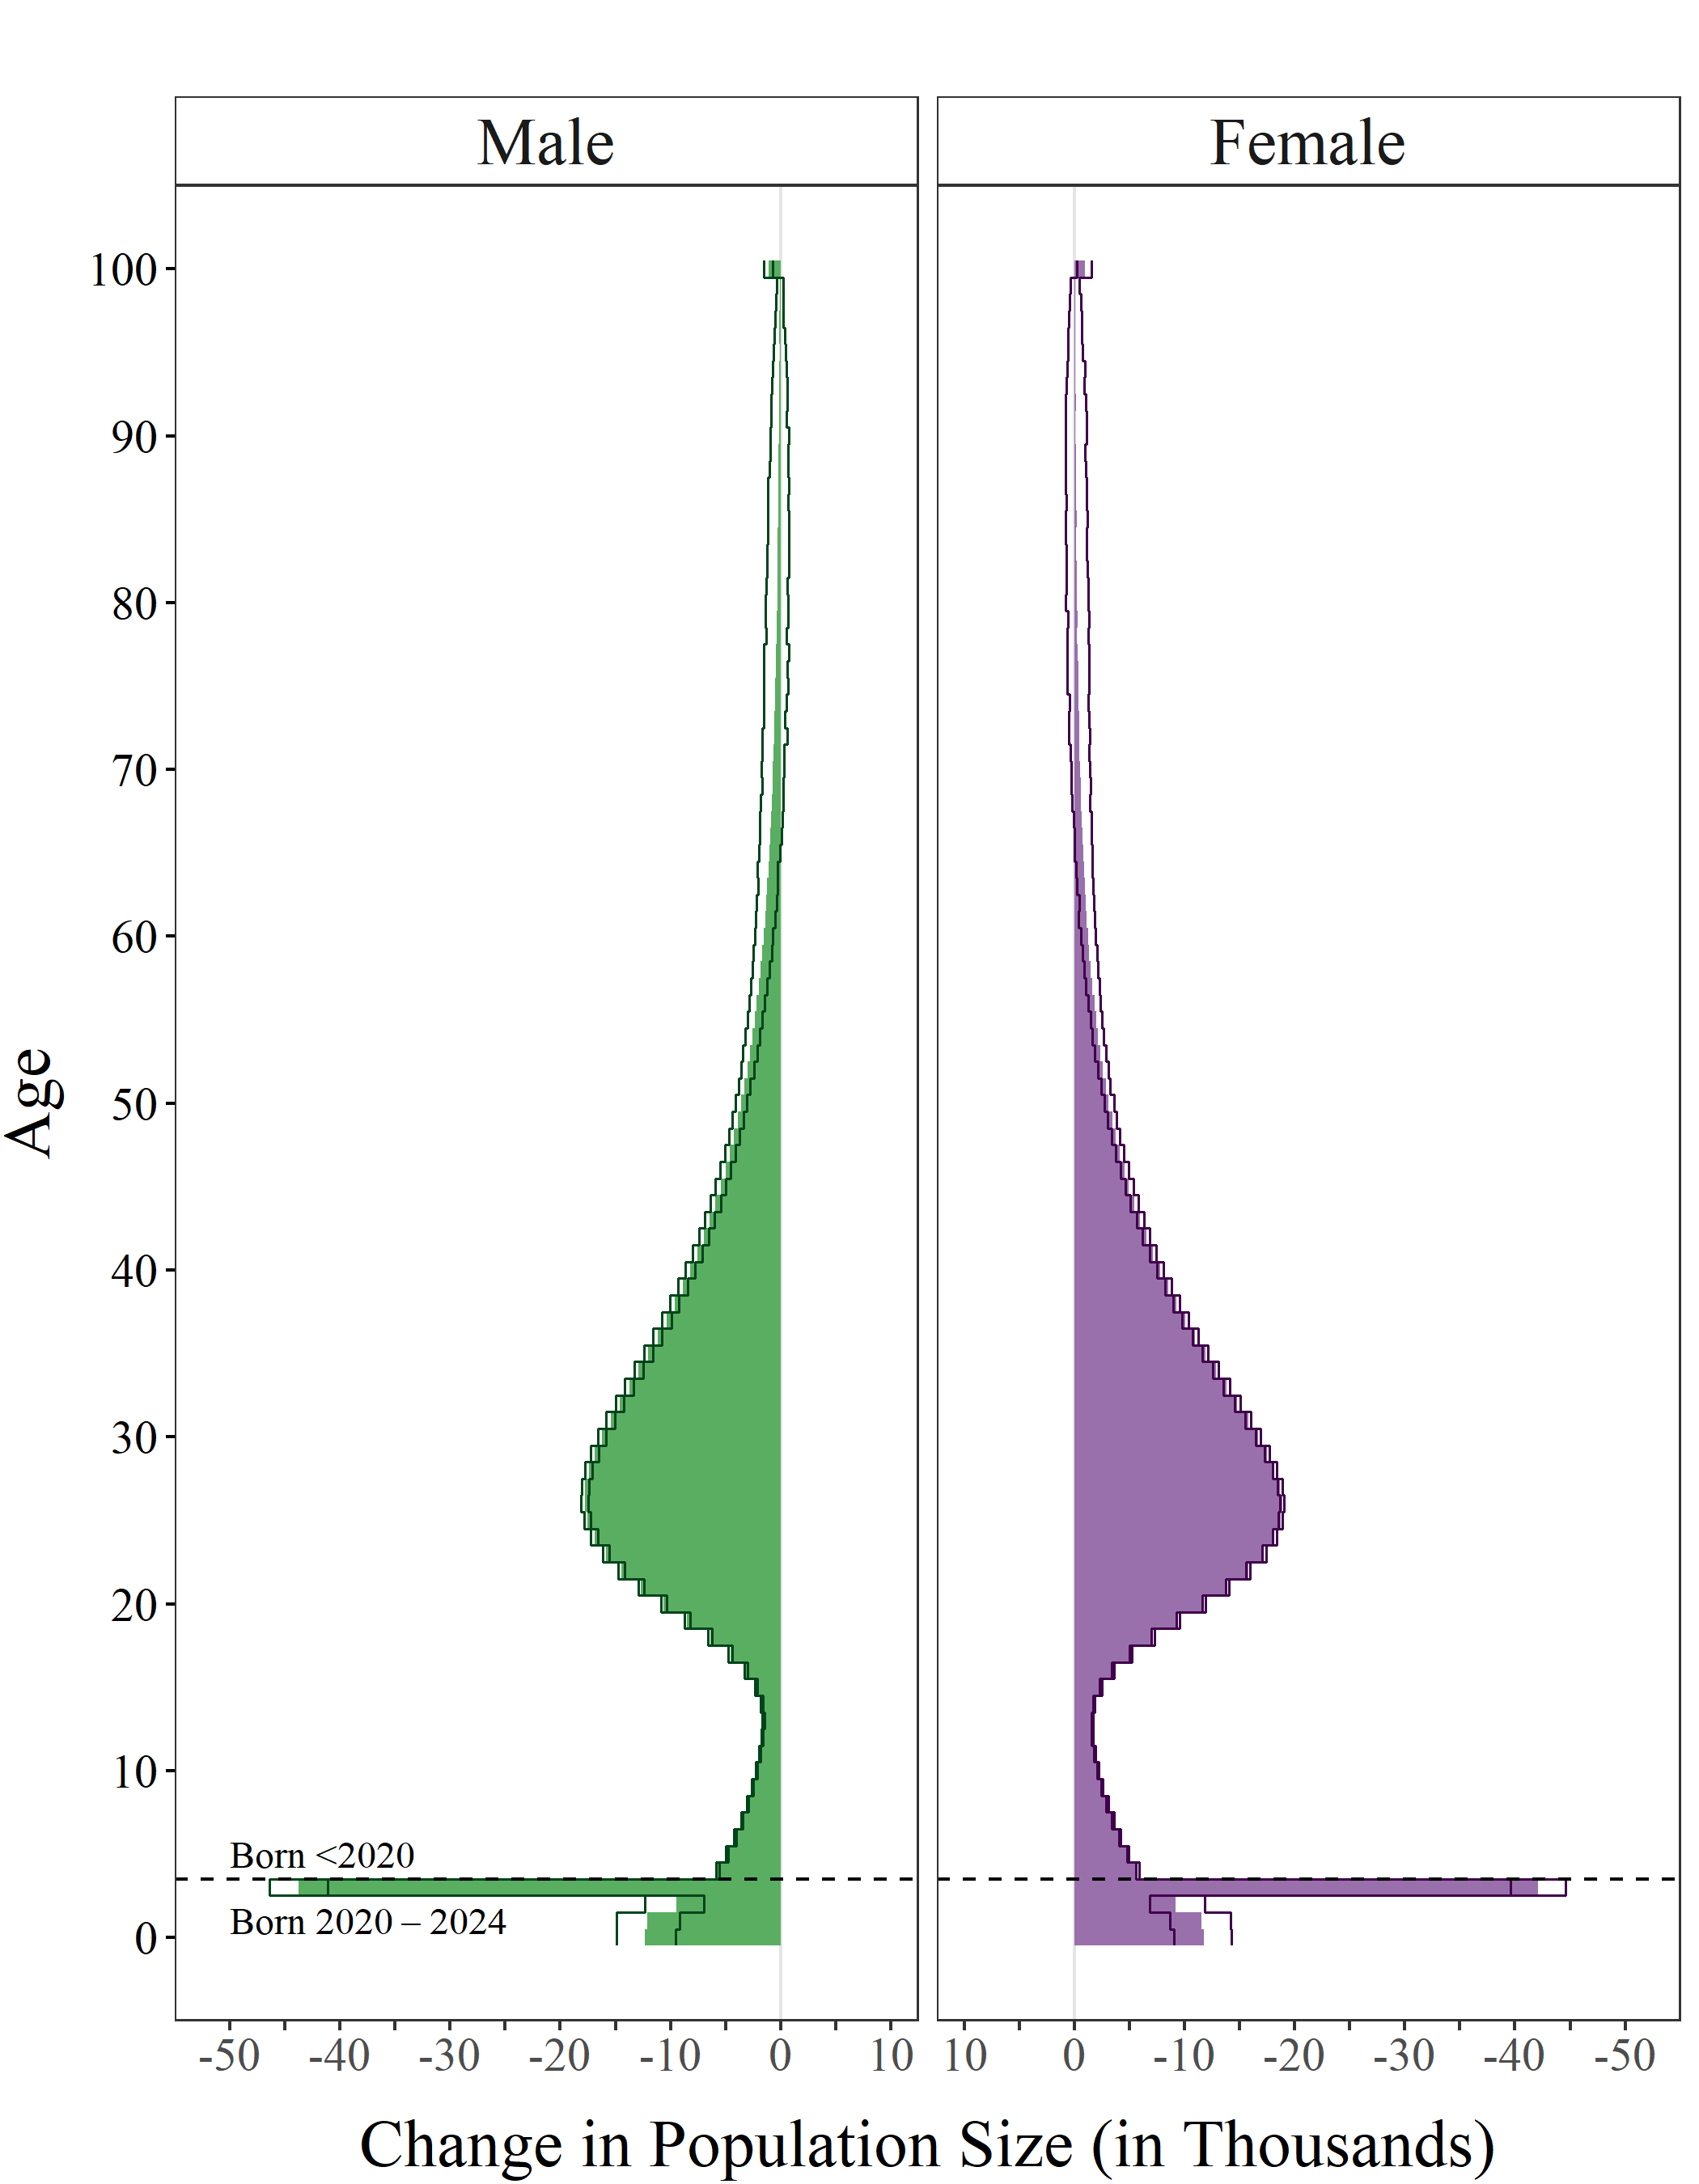 Male
Female
100
90
80
70
60
50
40
30
20
10
0
Age
Born <2020
Born 2020 – 2024
-50 -40 -30 -20 -10 0 10
10 0 -10 -20 -30 -40 -50
Change in Population Size (in Thousands)